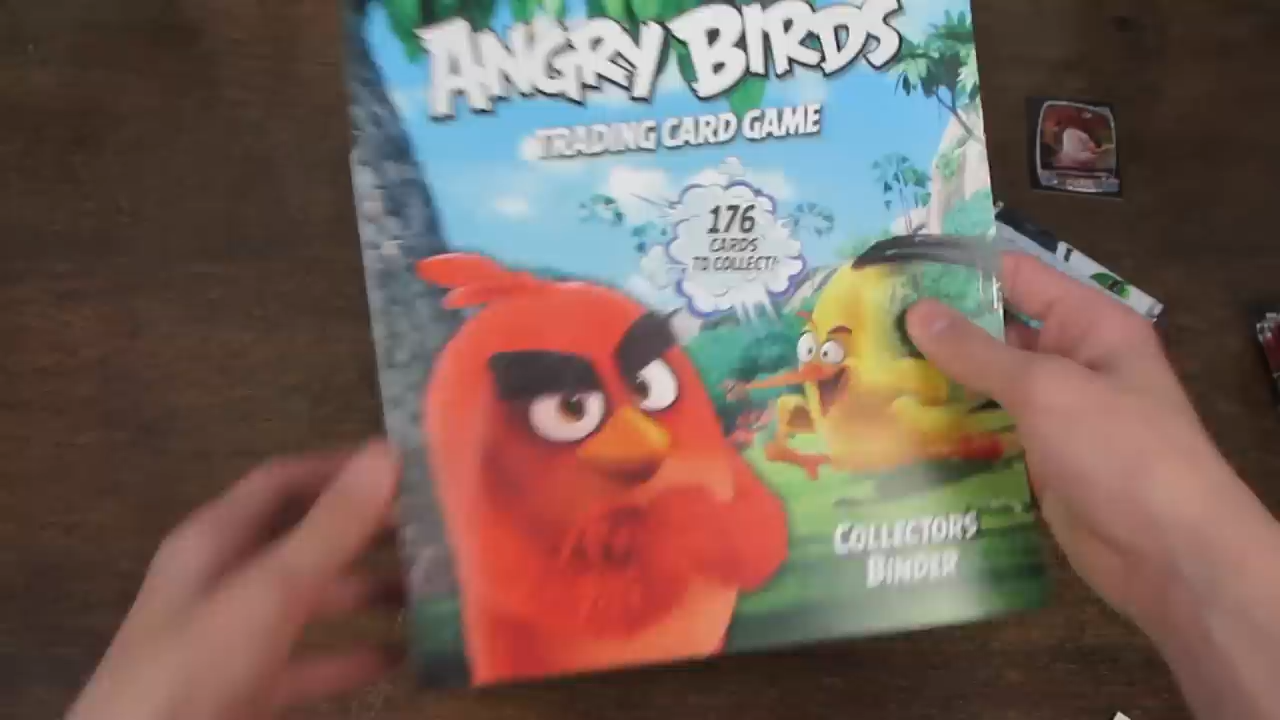 ANGRY BIRDS
TRADING CARD GAME
176
CARDS
TO COLLECT!
COLLECTORS
BINDER